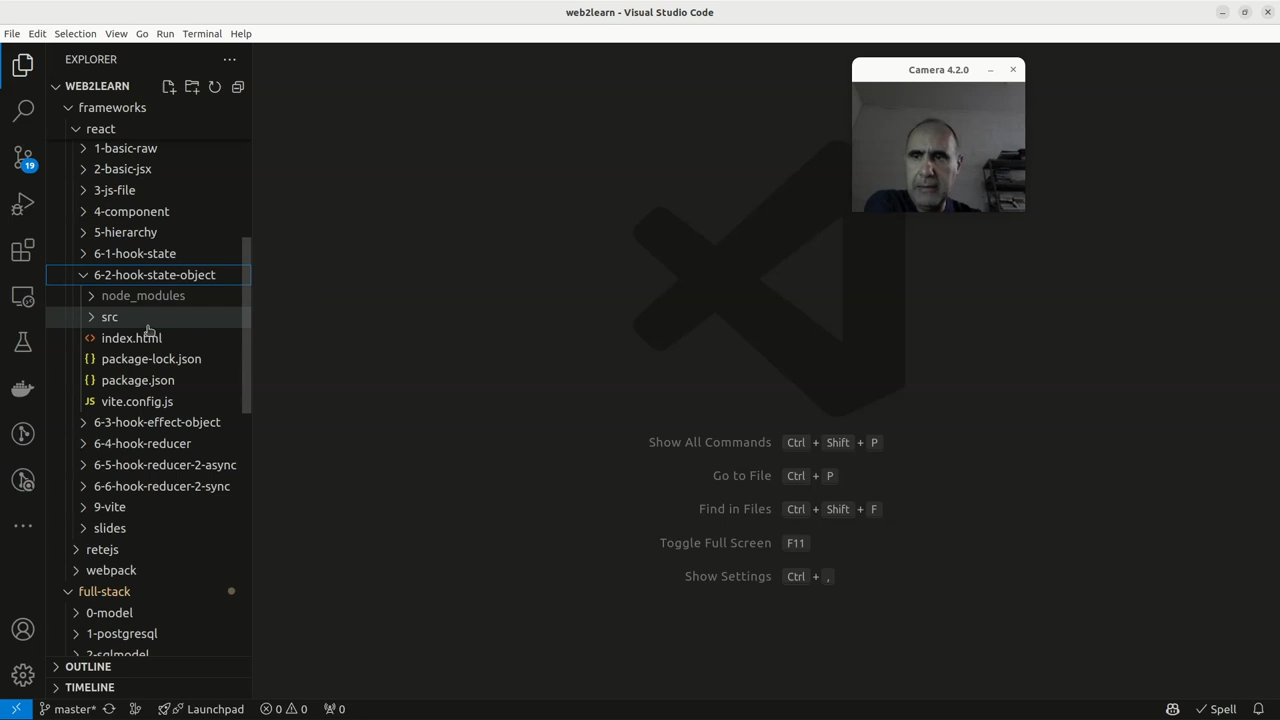 web2learn - Visual Studio Code
File Edit Selection View Go Run Terminal Help
EXPLORER
WEB2LEARN
frameworks
react
1-basic-raw
2-basic-jsx
3-js-file
4-component
5-hierarchy
6-1-hook-state
6-2-hook-state-object
node_modules
src
index.html
package-lock.json
package.json
vite.config.js
6-3-hook-effect-object
6-4-hook-reducer
6-5-hook-reducer-2-async
6-6-hook-reducer-2-sync
9-vite
slides
retejs
webpack
full-stack
0-model
1-postgresql
2-sqlmodel
OUTLINE
TIMELINE
19
Camera 4.2.0
Show All Commands Ctrl + Shift + P
Go to File Ctrl + P
Find in Files Ctrl + Shift + F
Toggle Full Screen F11
Show Settings Ctrl + ,
master* Launchpad 0 0 0 Spell